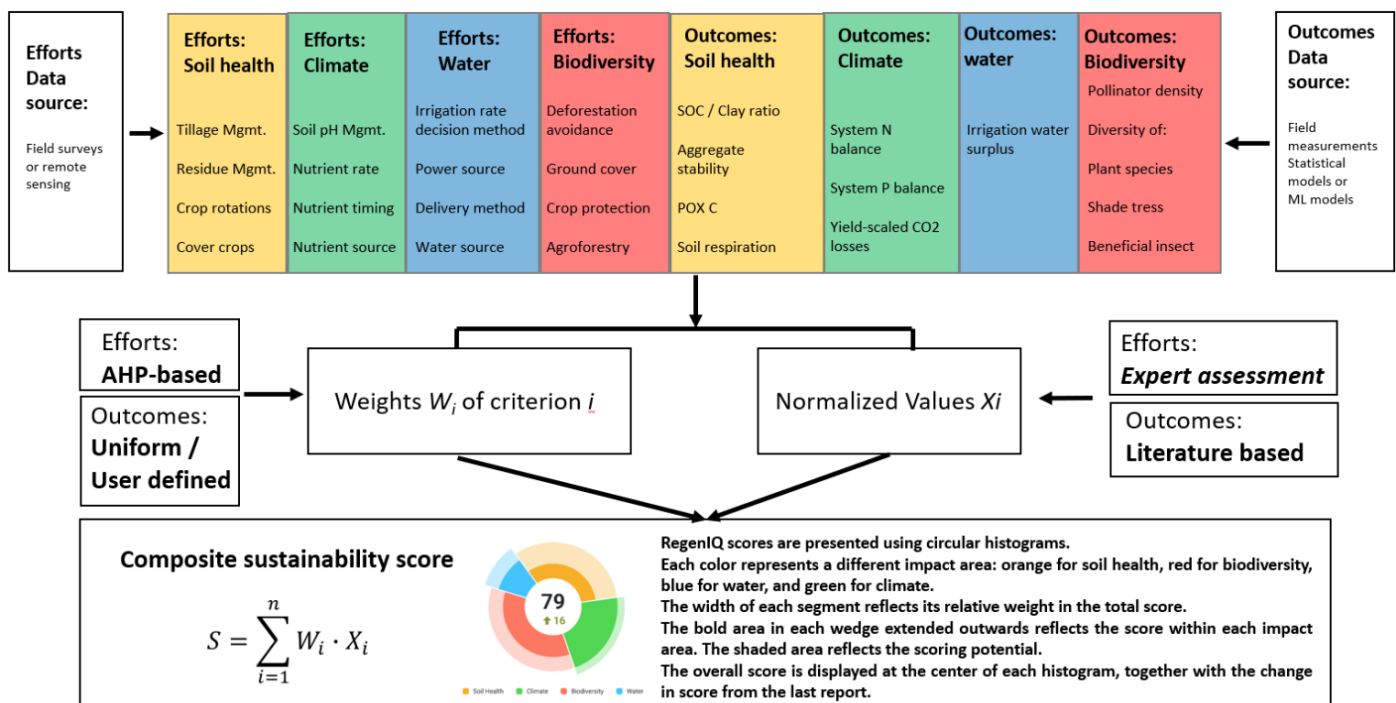 Efforts
Data
source:
Field surveys
or remote
sensing
Efforts:
Soil health
Tillage Mgmt.
Residue Mgmt.
Crop rotations
Cover crops
Efforts:
Climate
Soil pH Mgmt.
Nutrient rate
Nutrient timing
Nutrient source
Efforts:
Water
Irrigation rate
decision method
Power source
Delivery method
Water source
Efforts:
Biodiversity
Deforestation
avoidance
Ground cover
Crop protection
Agroforestry
Outcomes:
Soil health
SOC / Clay ratio
Aggregate
stability
POX C
Soil respiration
Outcomes:
Climate
System N
balance
System P balance
Yield-scaled CO2
losses
Outcomes:
water
Irrigation water
surplus
Outcomes:
Biodiversity
Pollinator density
Diversity of:
Plant species
Shade tress
Beneficial insect
Outcomes
Data
source:
Field
measurements
Statistical
models or
ML models
Efforts:
AHP-based
Outcomes:
Uniform /
User defined
Weights Wi of criterion i
Normalized Values Xi
Efforts:
Expert assessment
Outcomes:
Literature based
Composite sustainability score
S = ∑ⁿᵢ₌₁ Wᵢ · Xᵢ
79
↑ 16
Soil Health Climate Biodiversity Water
RegenIQ scores are presented using circular histograms.
Each color represents a different impact area: orange for soil health, red for biodiversity,
blue for water, and green for climate.
The width of each segment reflects its relative weight in the total score.
The bold area in each wedge extended outwards reflects the score within each impact
area. The shaded area reflects the scoring potential.
The overall score is displayed at the center of each histogram, together with the change
in score from the last report.